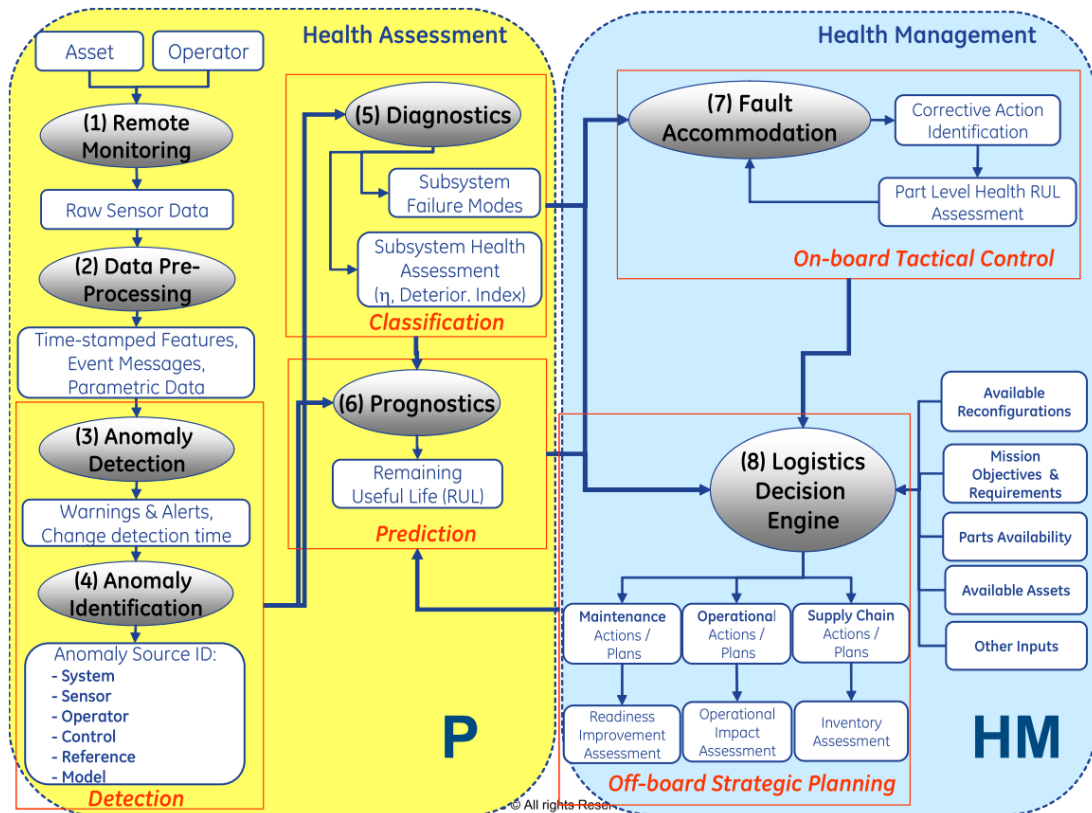 Health Assessment
Asset
Operator
(1) Remote
Monitoring
Raw Sensor Data
(2) Data Pre-
Processing
Time-stamped Features,
Event Messages,
Parametric Data
(3) Anomaly
Detection
Warnings & Alerts,
Change detection time
(4) Anomaly
Identification
Anomaly Source ID:
- System
- Sensor
- Operator
- Control
- Reference
- Model
Detection
(5) Diagnostics
Subsystem
Failure Modes
Subsystem Health
Assessment
(η, Deterior. Index)
Classification
(6) Prognostics
Remaining
Useful Life (RUL)
Prediction
P
Health Management
(7) Fault
Accommodation
Corrective Action
Identification
Part Level Health RUL
Assessment
On-board Tactical Control
(8) Logistics
Decision
Engine
Available
Reconfigurations
Mission
Objectives &
Requirements
Parts Availability
Available Assets
Other Inputs
Maintenance
Actions /
Plans
Operational
Actions /
Plans
Supply Chain
Actions /
Plans
Readiness
Improvement
Assessment
Operational
Impact
Assessment
Inventory
Assessment
HM
Off-board Strategic Planning
© All rights